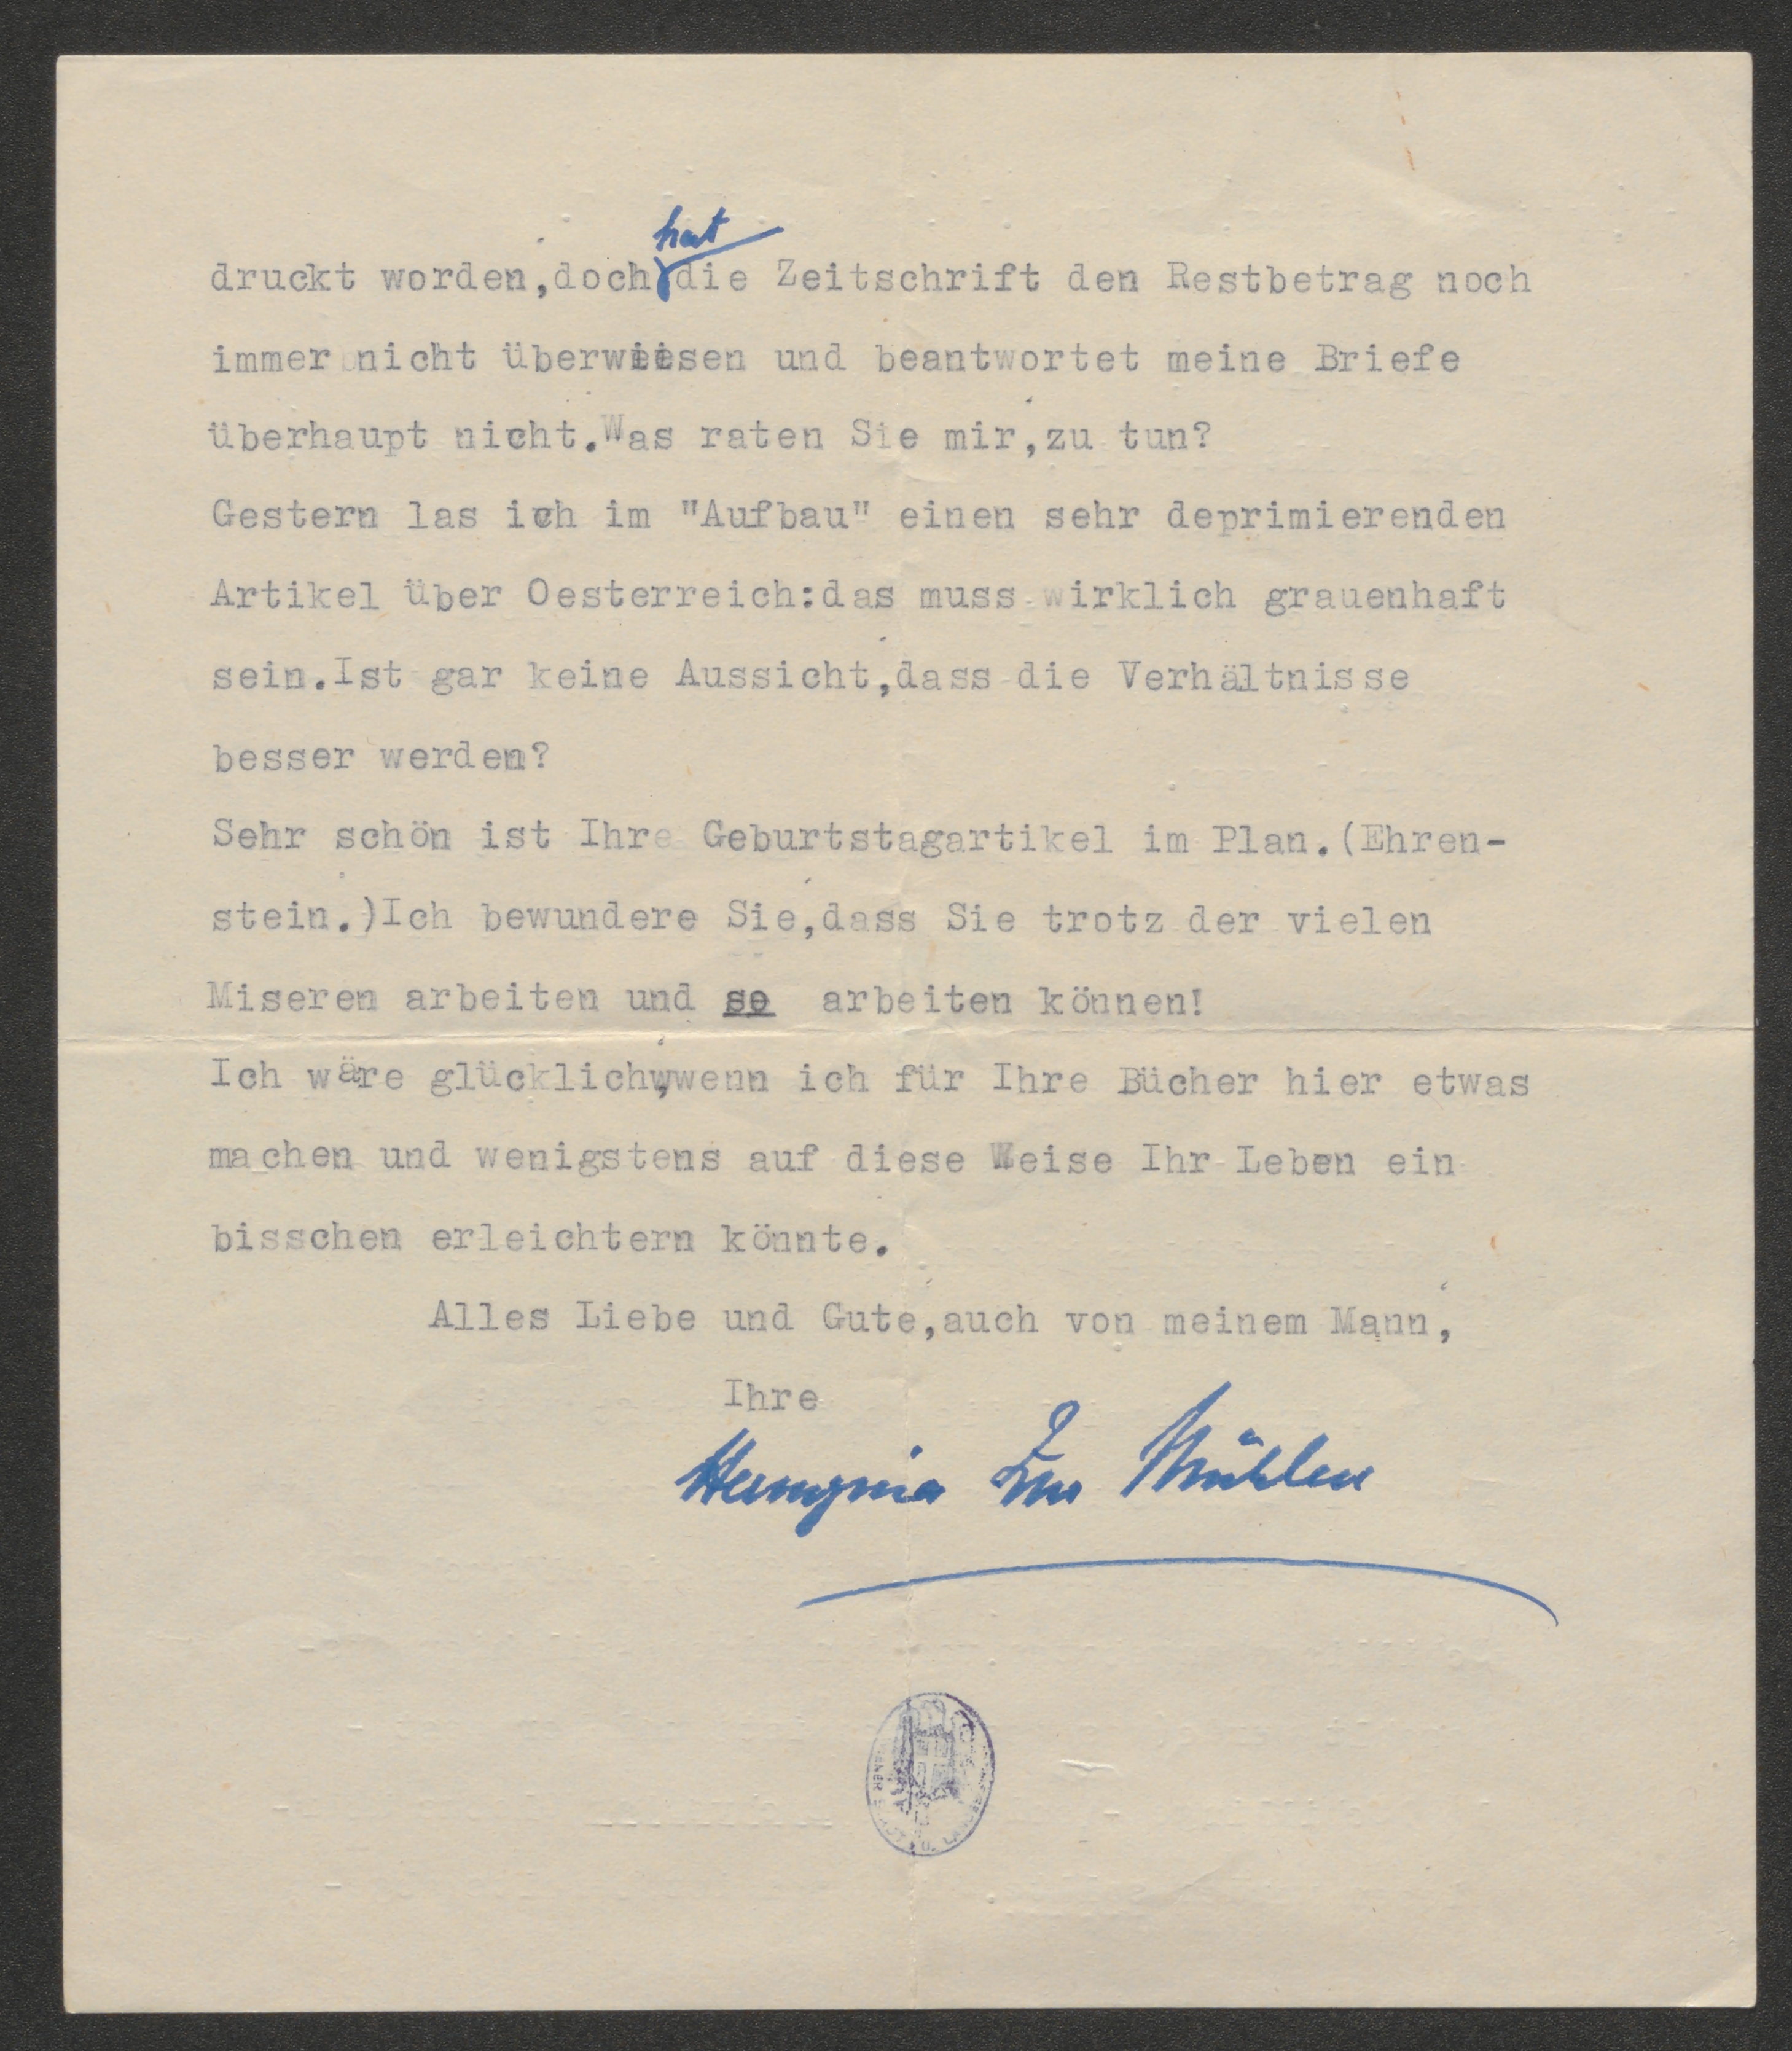 hat
druckt worden,doch die Zeitschrift den Restbetrag noch
immer nicht überwiesen und beantwortet meine Briefe
überhaupt nicht.Was raten Sie mir,zu tun?
Gestern las ich im "Aufbau" einen sehr deprimierenden
Artikel über Oesterreich:das muss wirklich grauenhaft
sein.Ist gar keine Aussicht,dass die Verhältnisse
besser werden?
Sehr schön ist Ihre Geburtstagartikel im Plan.(Ehren-
stein.)Ich bewundere Sie,dass Sie trotz der vielen
Miseren arbeiten und so arbeiten können!
Ich wäre glücklich,wenn ich für Ihre Bücher hier etwas
machen und wenigstens auf diese Weise Ihr Leben ein
bisschen erleichtern könnte.
Alles Liebe und Gute,auch von meinem Mann,
Ihre
Hermynia Zur Mühlen